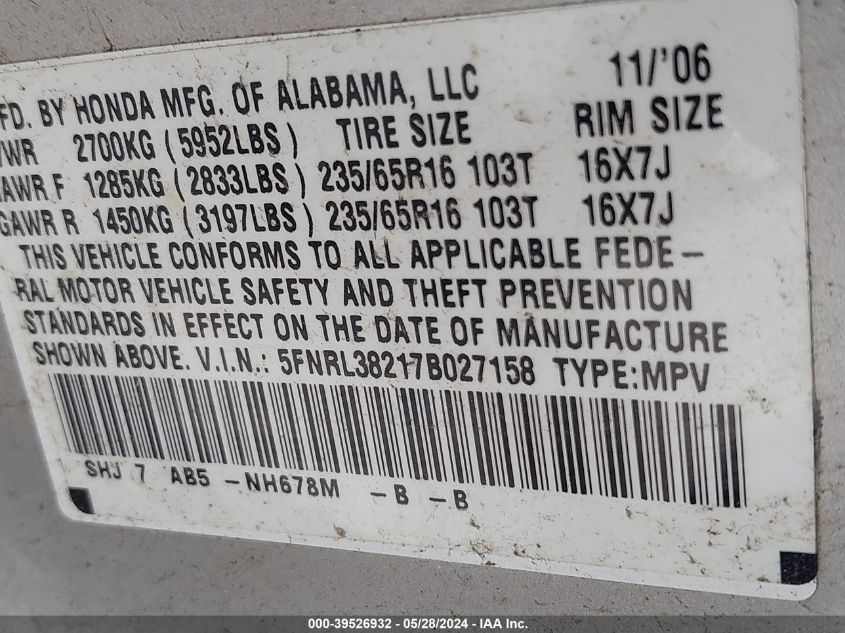 FD. BY HONDA MFG. OF ALABAMA, LLC 11/'06
VWR 2700KG (5952LBS) TIRE SIZE RIM SIZE
AWR F 1285KG (2833LBS) 235/65R16 103T 16X7J
GAWR R 1450KG (3197LBS) 235/65R16 103T 16X7J
THIS VEHICLE CONFORMS TO ALL APPLICABLE FEDE-
RAL MOTOR VEHICLE SAFETY AND THEFT PREVENTION
STANDARDS IN EFFECT ON THE DATE OF MANUFACTURE
SHOWN ABOVE. V.I.N.: 5FNRL38217B027158 TYPE:MPV
SHJ 7 AB5 -NH678M -B -B
000-39526932 - 05/28/2024 - IAA Inc.